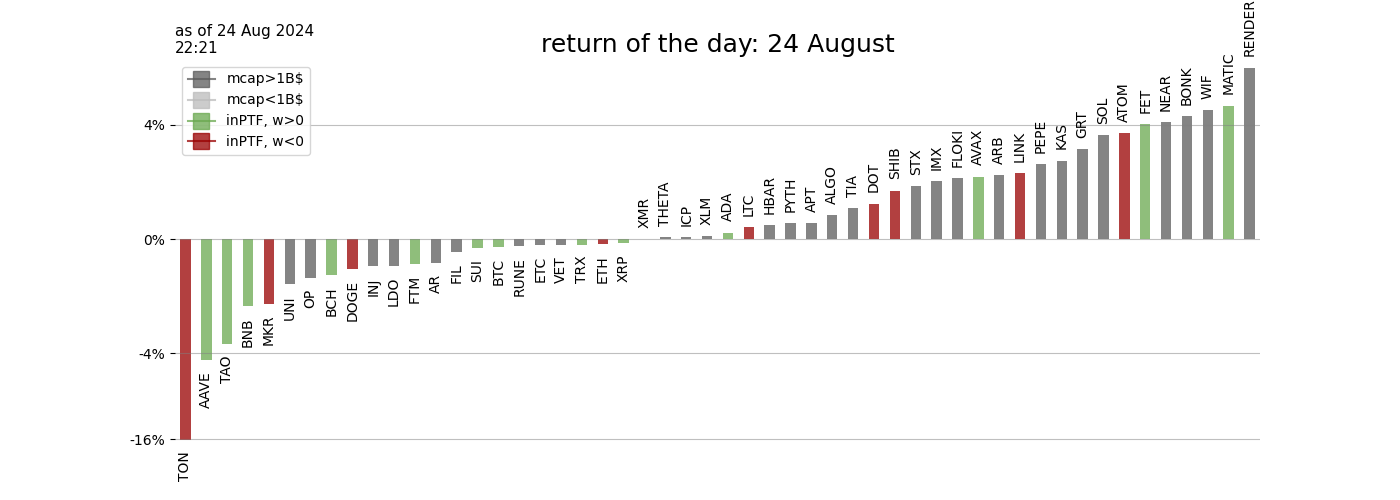 as of 24 Aug 2024
22:21
return of the day: 24 August
mcap>1B$
mcap<1B$
inPTF, w>0
inPTF, w<0
4%
0%
-4%
-16%
TON
AAVE
TAO
BNB
MKR
UNI
OP
BCH
DOGE
INJ
LDO
FTM
AR
FIL
SUI
BTC
RUNE
ETC
VET
TRX
ETH
XRP
XMR
THETA
ICP
XLM
ADA
LTC
HBAR
PYTH
APT
ALGO
TIA
DOT
SHIB
STX
IMX
FLOKI
AVAX
ARB
LINK
PEPE
KAS
GRT
SOL
ATOM
FET
NEAR
BONK
WIF
MATIC
RENDER